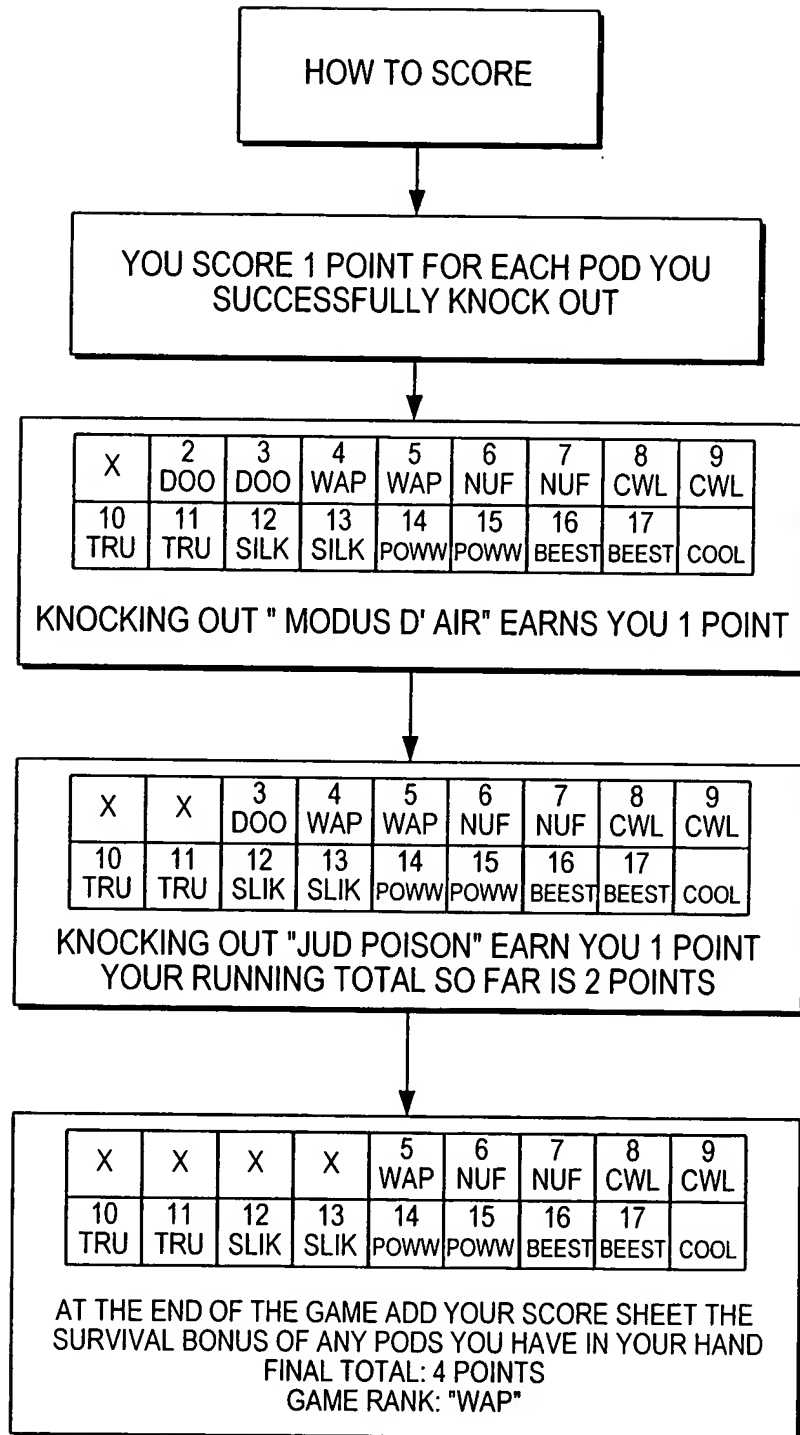 HOW TO SCORE
YOU SCORE 1 POINT FOR EACH POD YOU
SUCCESSFULLY KNOCK OUT
X 2 3 4 5 6 7 8 9
DOO DOO WAP WAP NUF NUF CWL CWL
10 11 12 13 14 15 16 17
TRU TRU SILK SILK POWW POWW BEEST BEEST COOL
KNOCKING OUT " MODUS D' AIR" EARNS YOU 1 POINT
X X 3 4 5 6 7 8 9
DOO WAP WAP NUF NUF CWL CWL
10 11 12 13 14 15 16 17
TRU TRU SLIK SLIK POWW POWW BEEST BEEST COOL
KNOCKING OUT "JUD POISON" EARN YOU 1 POINT
YOUR RUNNING TOTAL SO FAR IS 2 POINTS
X X X X 5 6 7 8 9
WAP NUF NUF CWL CWL
10 11 12 13 14 15 16 17
TRU TRU SLIK SLIK POWW POWW BEEST BEEST COOL
AT THE END OF THE GAME ADD YOUR SCORE SHEET THE
SURVIVAL BONUS OF ANY PODS YOU HAVE IN YOUR HAND
FINAL TOTAL: 4 POINTS
GAME RANK: "WAP"